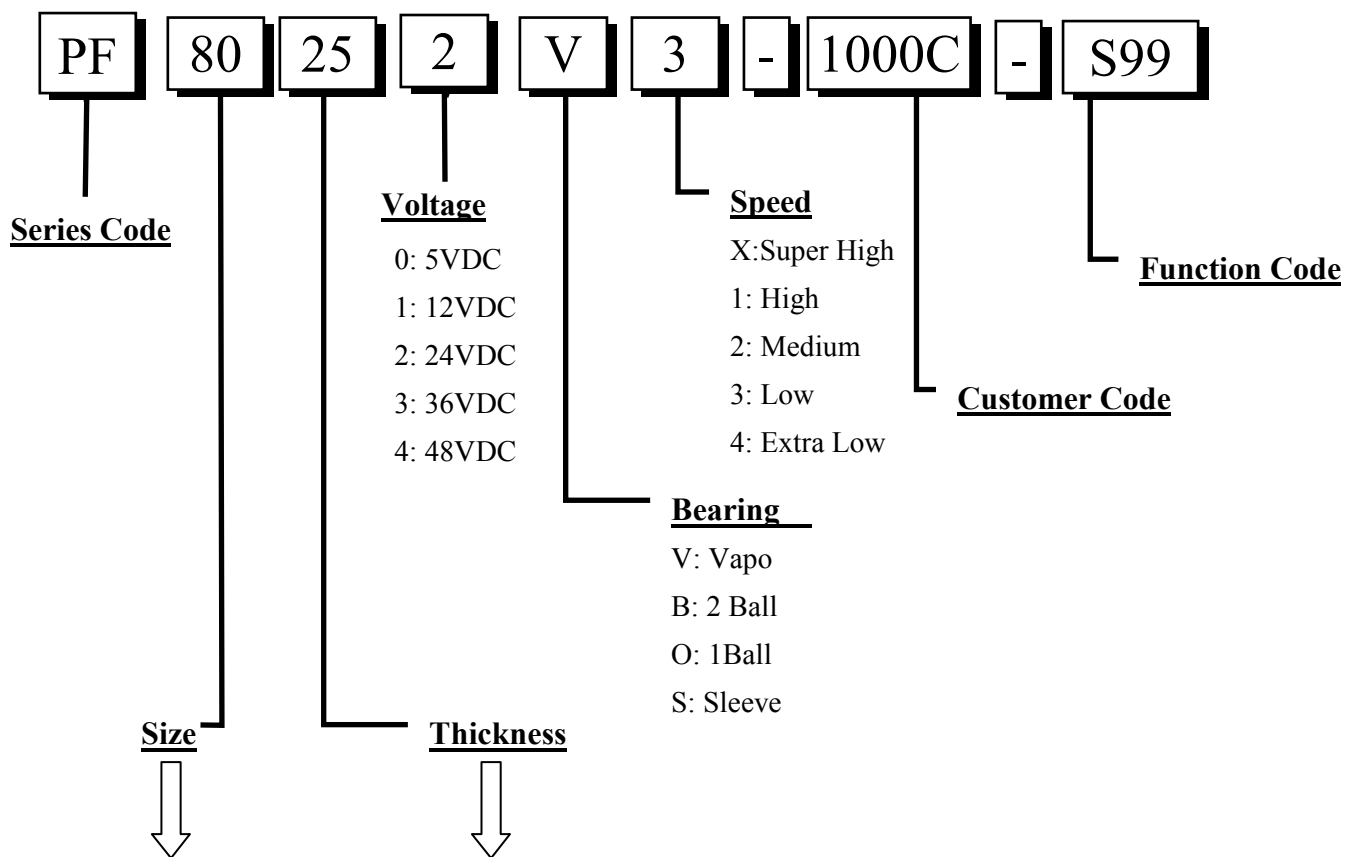 PF 80 25 2 V 3 - 1000C - S99
Series Code
Voltage
0: 5VDC
1: 12VDC
2: 24VDC
3: 36VDC
4: 48VDC
Speed
X:Super High
1: High
2: Medium
3: Low
4: Extra Low
Function Code
Customer Code
Bearing
V: Vapo
B: 2 Ball
O: 1Ball
S: Sleeve
Size
Thickness